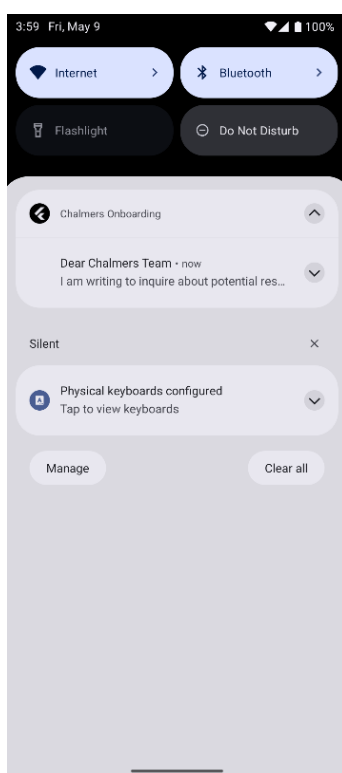 3:59 Fri, May 9 100%
Internet Bluetooth
Flashlight Do Not Disturb
Chalmers Onboarding
Dear Chalmers Team • now
I am writing to inquire about potential res...
Silent
A Physical keyboards configured
Tap to view keyboards
Manage Clear all